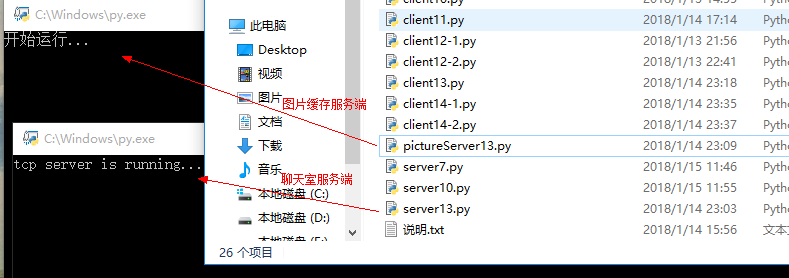 C:\Windows\py.exe
开始运行...
C:\Windows\py.exe
tcp server is running...
此电脑
Desktop
视频
图片
文档
下载
音乐
本地磁盘 (C:)
本地磁盘 (D:)
图片缓存服务端
聊天室服务端
client11.py 2018/1/14 17:14 Pytho
client12-1.py 2018/1/13 21:56 Pytho
client12-2.py 2018/1/13 22:41 Pytho
client13.py 2018/1/14 23:18 Pytho
client14-1.py 2018/1/14 23:35 Pytho
client14-2.py 2018/1/14 23:37 Pytho
pictureServer13.py 2018/1/14 23:09 Pytho
server7.py 2018/1/15 11:46 Pytho
server10.py 2018/1/15 11:55 Pytho
server13.py 2018/1/14 23:03 Pytho
说明.txt 2018/1/14 15:56 文本
26 个项目